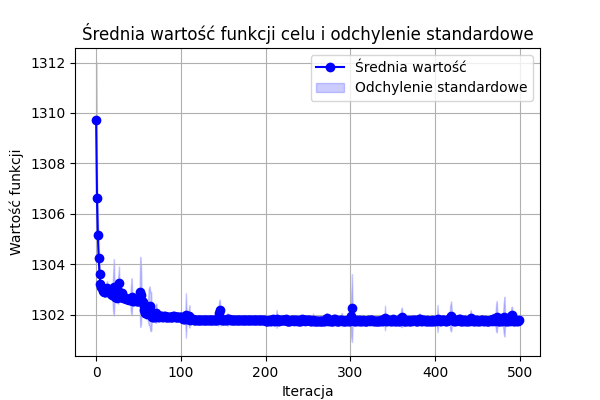 Średnia wartość funkcji celu i odchylenie standardowe
Średnia wartość
Odchylenie standardowe
Wartość funkcji
1312
1310
1308
1306
1304
1302
0 100 200 300 400 500
Iteracja